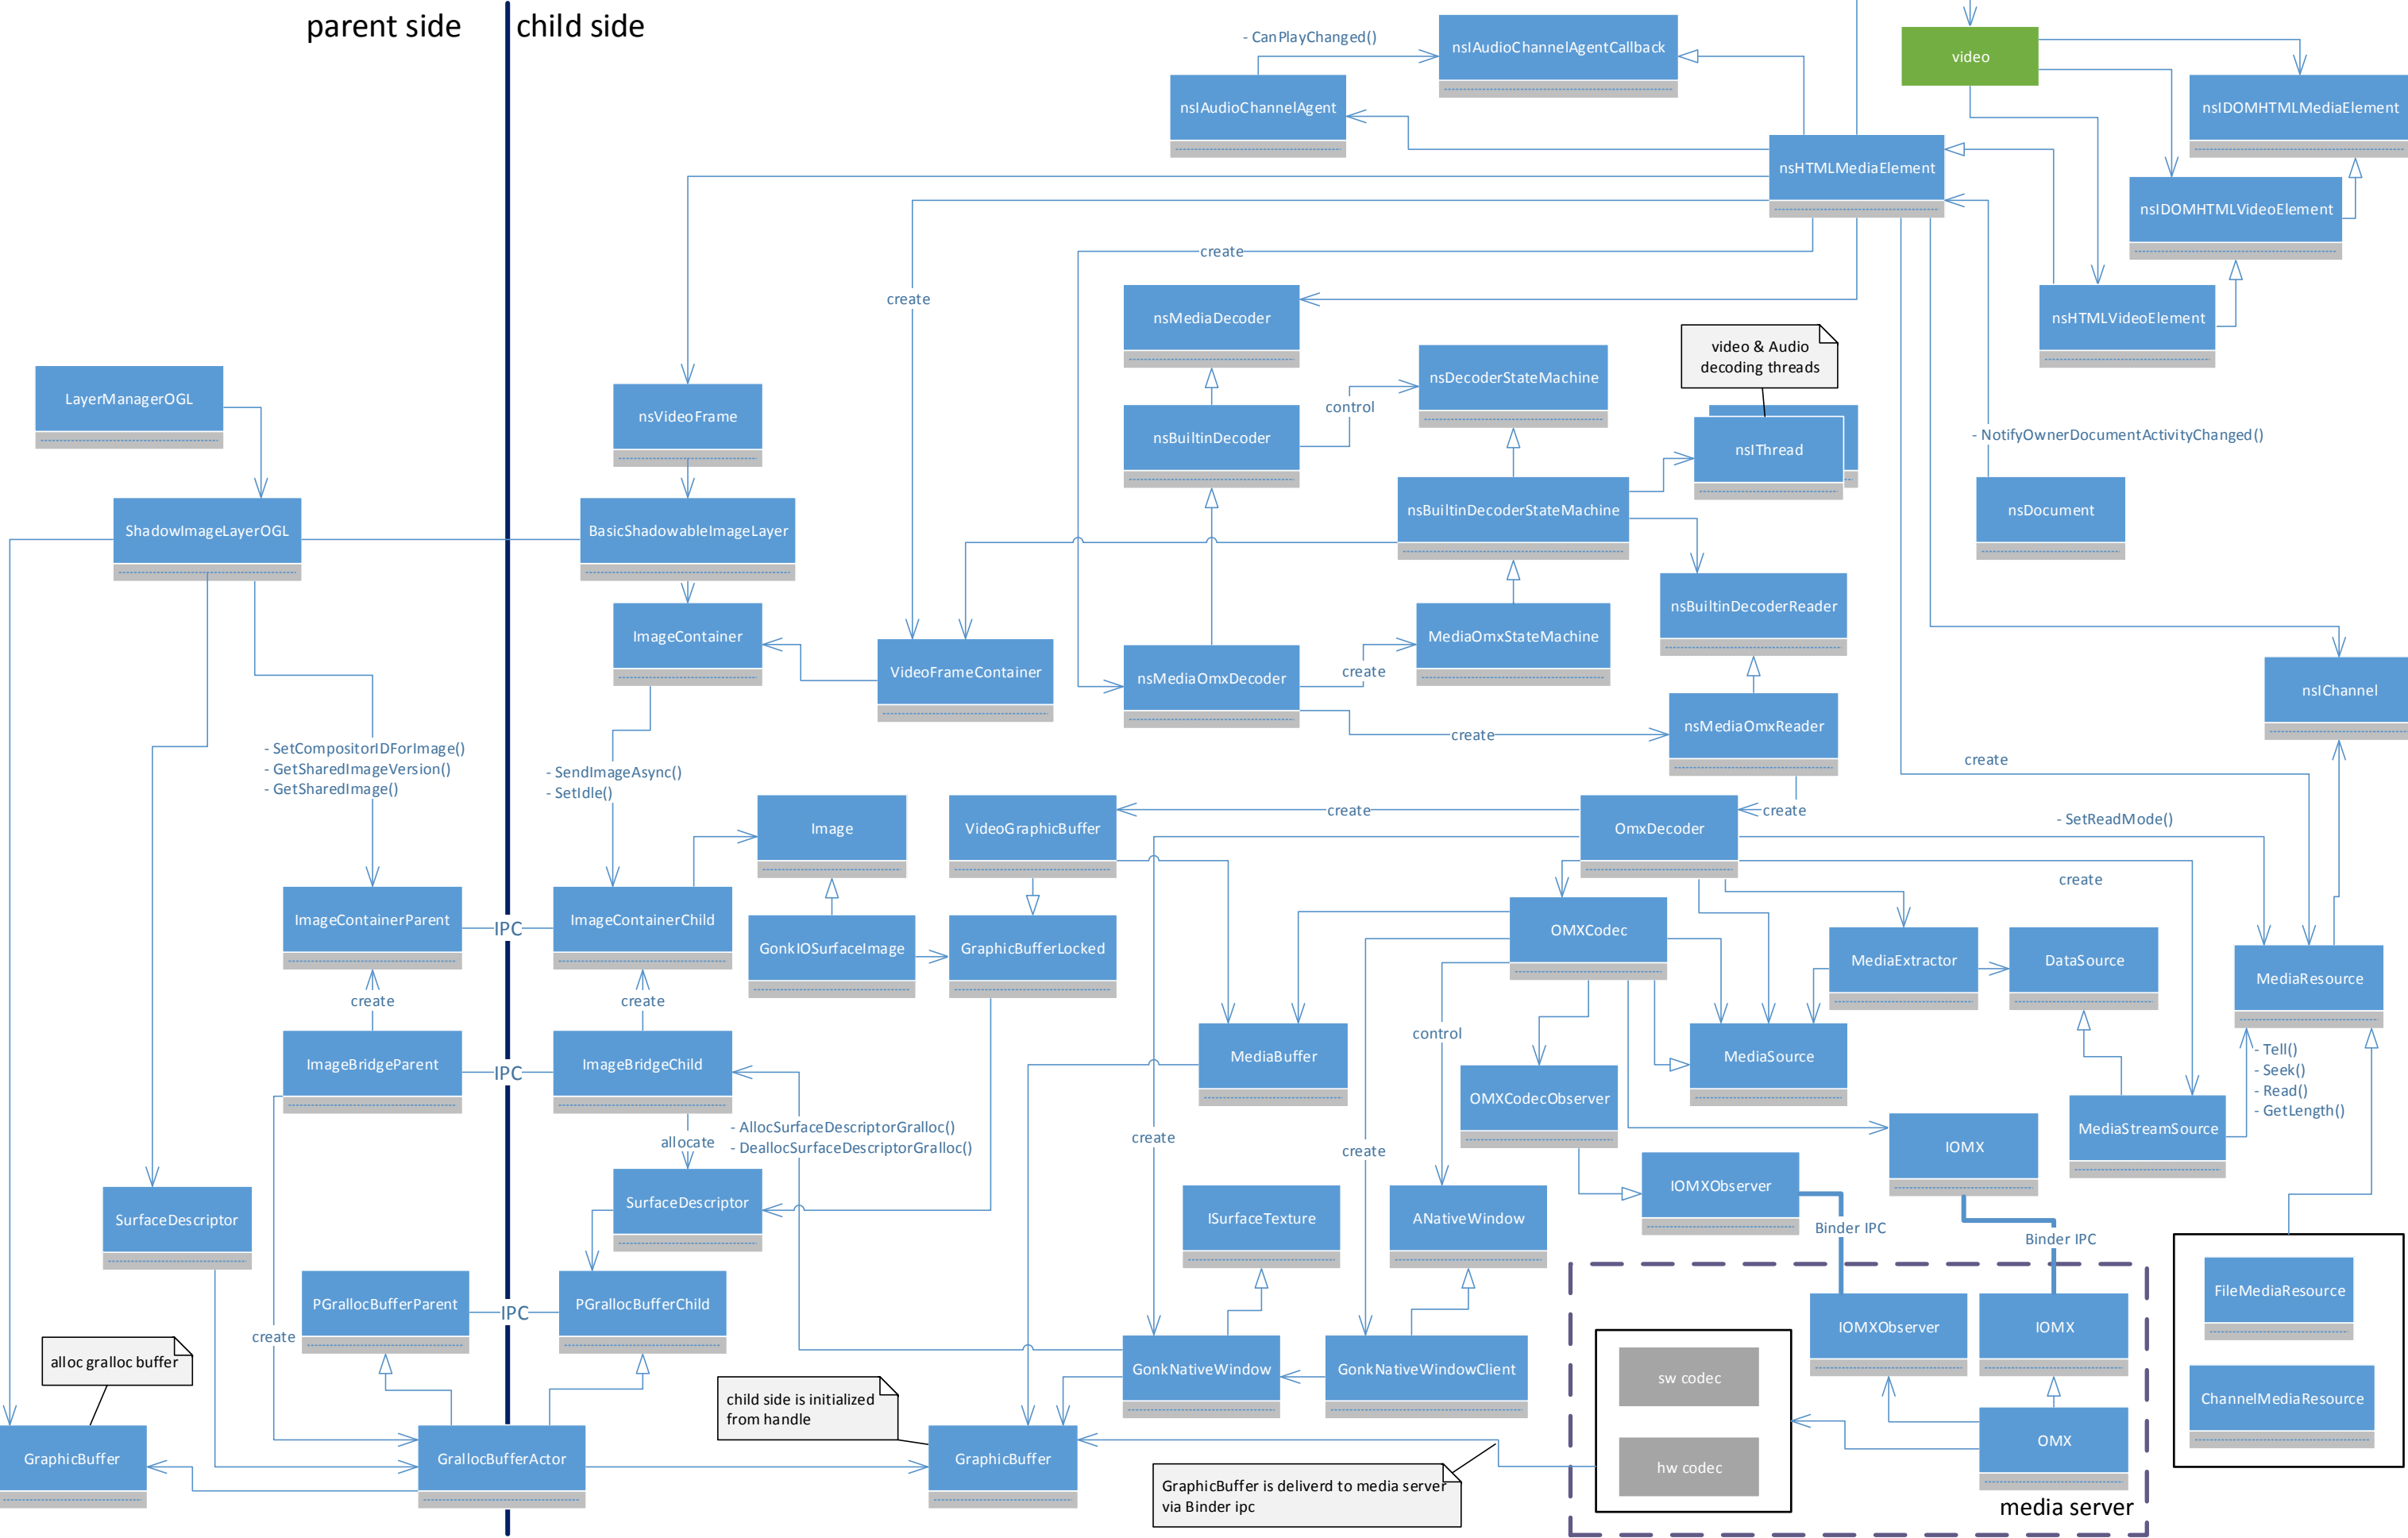 parent side
child side
- CanPlayChanged()
nsIAudioChannelAgentCallback
video
nsIAudioChannelAgent
nsIDOMHTMLMediaElement
nsHTMLMediaElement
nsIDOMHTMLVideoElement
create
create
nsMediaDecoder
nsHTMLVideoElement
video & Audio
decoding threads
LayerManagerOGL
nsVideoFrame
nsDecoderStateMachine
control
nsBuiltinDecoder
nsIThread
- NotifyOwnerDocumentActivityChanged()
ShadowImageLayerOGL
BasicShadowableImageLayer
nsBuiltinDecoderStateMachine
nsDocument
nsBuiltinDecoderReader
ImageContainer
MediaOmxStateMachine
VideoFrameContainer
create
nsMediaOmxDecoder
nsIChannel
create
nsMediaOmxReader
- SetCompositorIDForImage()
- GetSharedImageVersion()
- GetSharedImage()
- SendImageAsync()
- SetIdle()
create
create
create
- SetReadMode()
Image
VideoGraphicBuffer
OmxDecoder
create
ImageContainerParent
IPC
ImageContainerChild
GonkIOSurfaceImage
GraphicBufferLocked
OMXCodec
MediaExtractor
DataSource
MediaResource
create
create
control
ImageBridgeParent
IPC
ImageBridgeChild
MediaBuffer
MediaSource
- Tell()
- Seek()
- Read()
- GetLength()
OMXCodecObserver
MediaStreamSource
- AllocSurfaceDescriptorGralloc()
- DeallocSurfaceDescriptorGralloc()
allocate
create
create
IOMX
SurfaceDescriptor
SurfaceDescriptor
ISurfaceTexture
ANativeWindow
IOMXObserver
Binder IPC
Binder IPC
PGrallocBufferParent
IPC
PGrallocBufferChild
FileMediaResource
create
IOMXObserver
IOMX
alloc gralloc buffer
GonkNativeWindow
GonkNativeWindowClient
sw codec
child side is initialized
from handle
ChannelMediaResource
GraphicBuffer
GrallocBufferActor
GraphicBuffer
OMX
hw codec
GraphicBuffer is deliverd to media server
via Binder ipc
media server